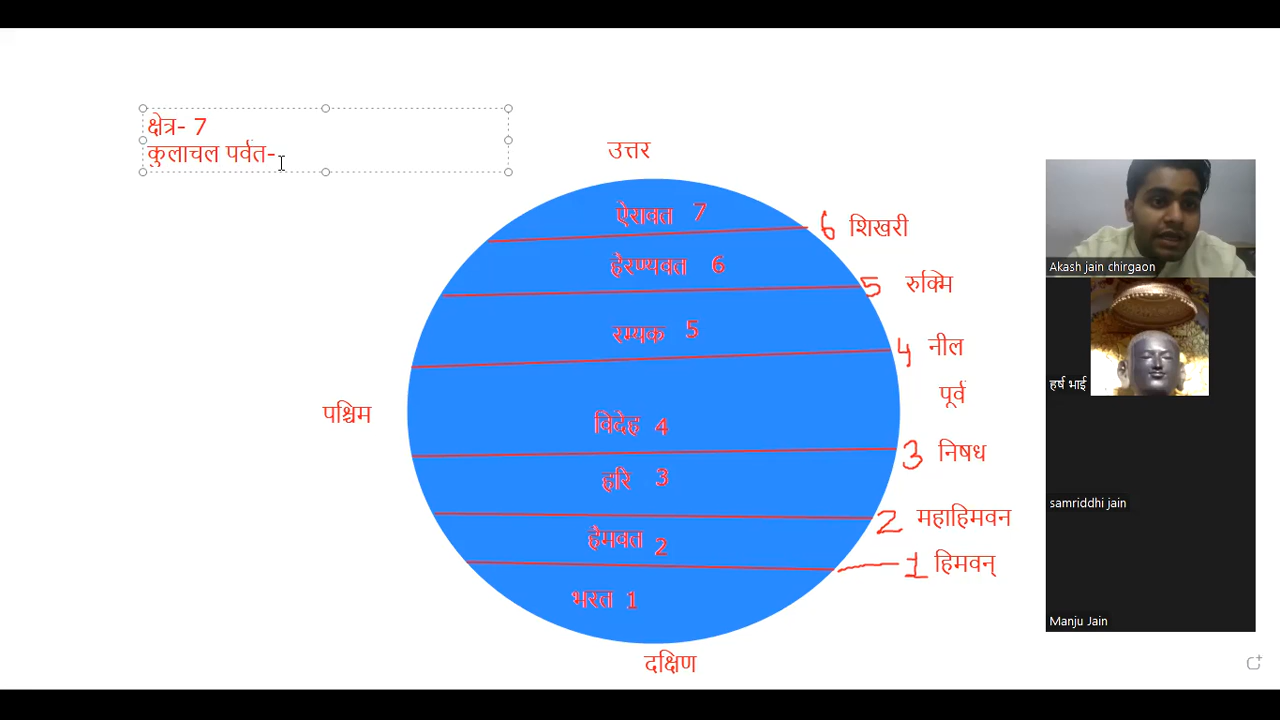 क्षेत्र- 7
कुलाचल पर्वत-
उत्तर
ऐरावत 7
6 शिखरी
हैरण्यवत 6
5 रुक्मि
रम्यक 5
4 नील
पूर्व
पश्चिम
विदेह 4
3 निषध
हरि 3
2 महाहिमवन
हैमवत 2
1 हिमवन्
भरत 1
दक्षिण
Akash jain chirgaon
हर्ष भाई
samriddhi jain
Manju Jain